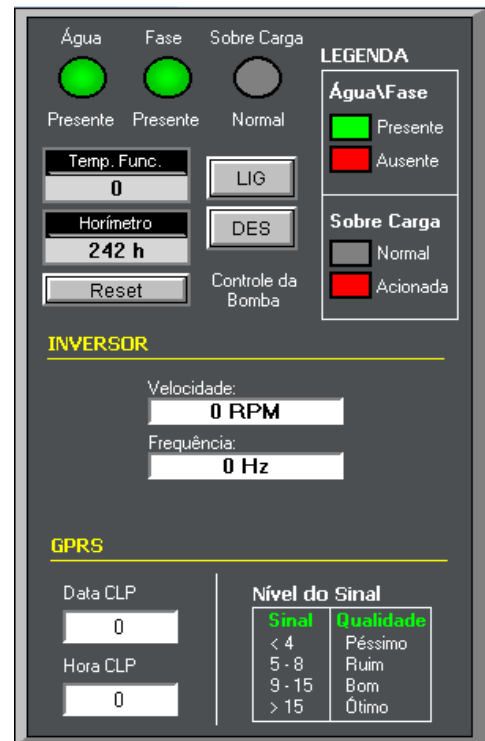 Água Fase Sobre Carga
Presente Presente Normal
Temp. Func.
0
Horímetro
242 h
Reset
LIG
DES
Controle da
Bomba
LEGENDA
Água\Fase
Presente
Ausente
Sobre Carga
Normal
Acionada
INVERSOR
Velocidade:
0 RPM
Frequência:
0 Hz
GPRS
Data CLP
0
Hora CLP
0
Nível do Sinal
Sinal Qualidade
< 4 Péssimo
5 - 8 Ruim
9 - 15 Bom
> 15 Ótimo